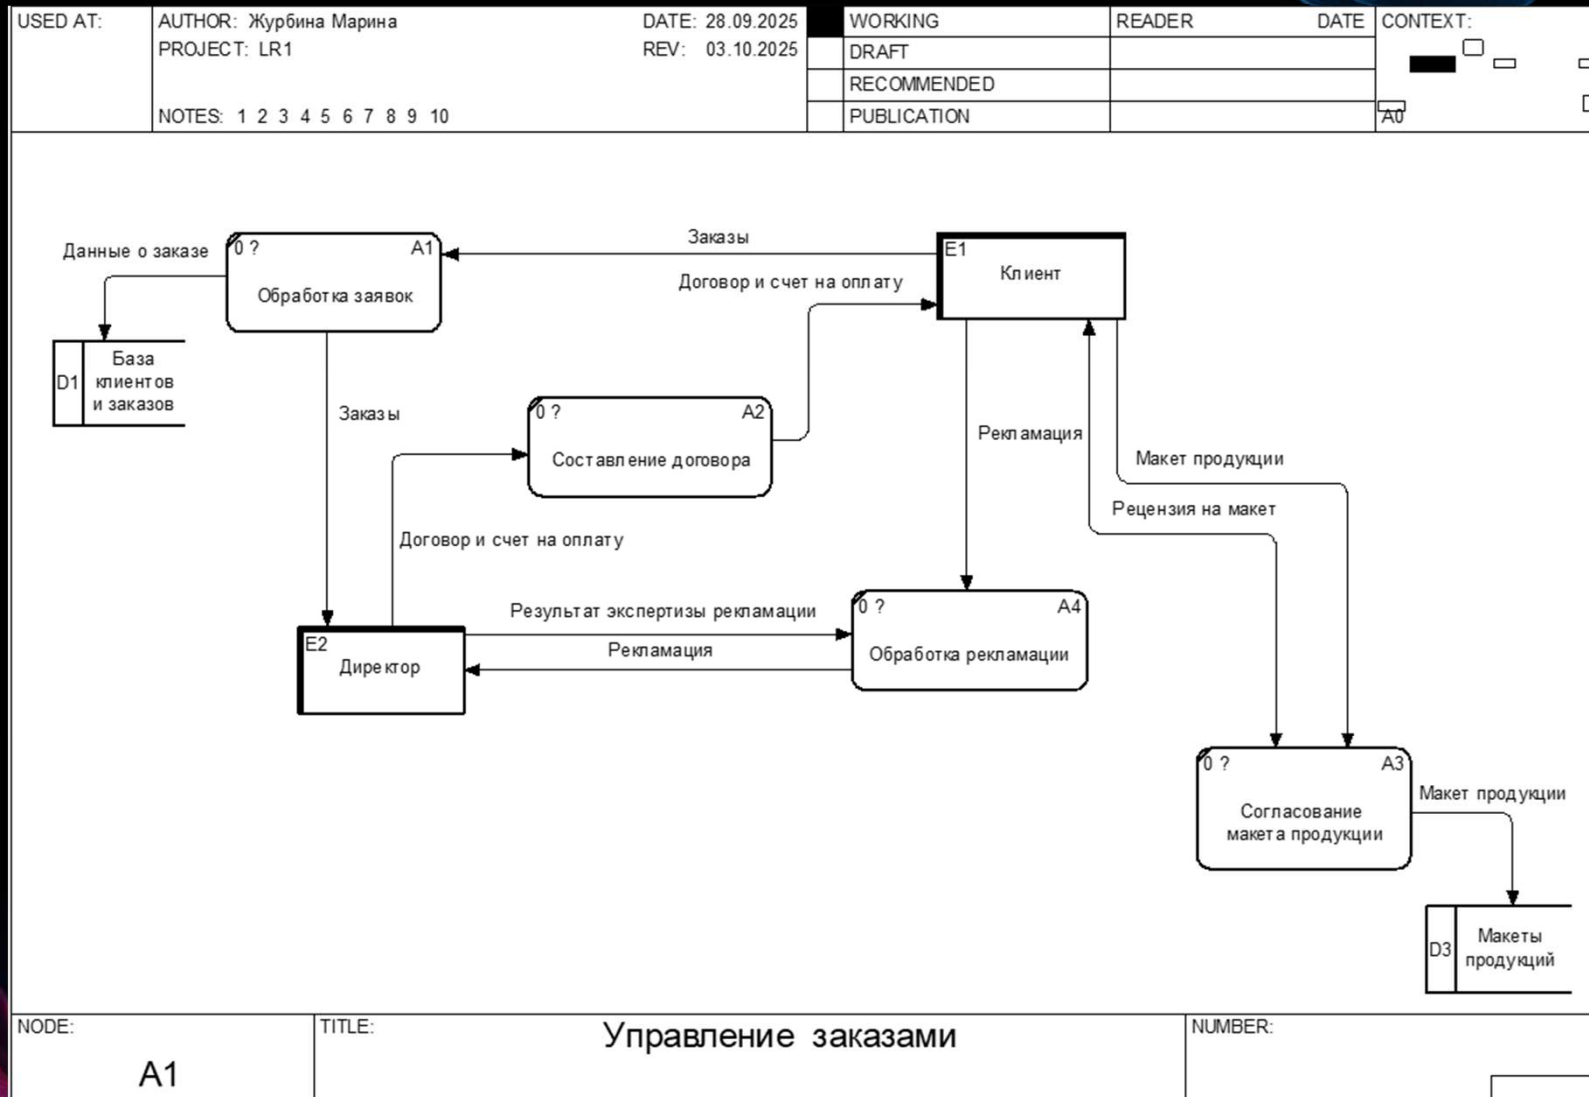 USED AT:
AUTHOR: Журбина Марина
DATE: 28.09.2025
PROJECT: LR1
REV: 03.10.2025
NOTES: 1 2 3 4 5 6 7 8 9 10
WORKING
DRAFT
RECOMMENDED
PUBLICATION
READER
DATE
CONTEXT:
A0
Данные о заказе
0 ?
A1
Обработка заявок
Заказы
E1
Клиент
Договор и счет на оплату
D1
База
клиентов
и заказов
Заказы
0 ?
A2
Составление договора
Рекламация
Макет продукции
Рецензия на макет
Договор и счет на оплату
Результат экспертизы рекламации
Рекламация
E2
Директор
0 ?
A4
Обработка рекламации
0 ?
A3
Согласование
макета продукции
Макет продукции
D3
Макеты
продукций
NODE:
A1
TITLE:
Управление заказами
NUMBER: